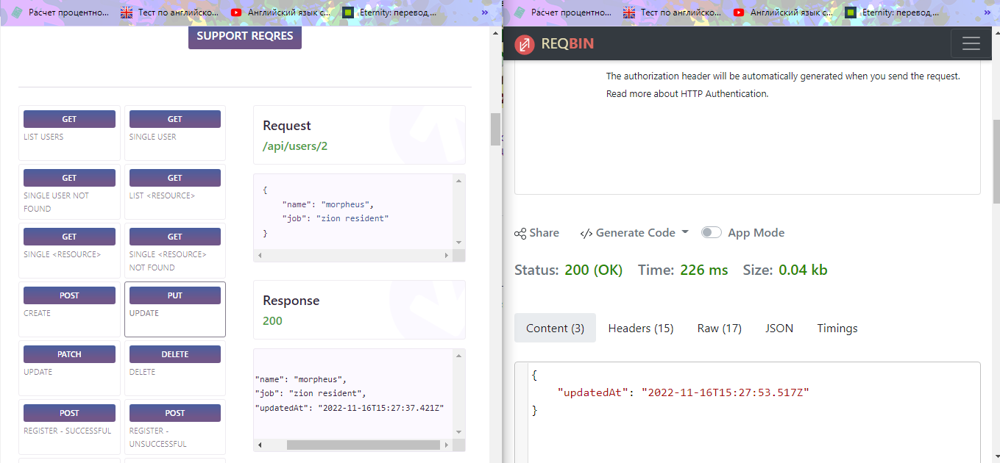 Расчет процентно...
Тест по английско...
Английский язык с...
Eternity: перевод,...
»
SUPPORT REQRES
GET
LIST USERS
GET
SINGLE USER
GET
SINGLE USER NOT
FOUND
GET
LIST <RESOURCE>
GET
SINGLE <RESOURCE>
GET
SINGLE <RESOURCE>
NOT FOUND
POST
CREATE
PUT
UPDATE
PATCH
UPDATE
DELETE
DELETE
POST
REGISTER - SUCCESSFUL
POST
REGISTER -
UNSUCCESSFUL
Request
/api/users/2
{
"name": "morpheus",
"job": "zion resident"
}
Response
200
"name": "morpheus",
"job": "zion resident",
"updatedAt": "2022-11-16T15:27:37.421Z"
Расчет процентно...
Тест по английско...
Английский язык с...
Eternity: перевод,...
»
REQBIN
The authorization header will be automatically generated when you send the request.
Read more about HTTP Authentication.
Share
</> Generate Code
App Mode
Status: 200 (OK) Time: 226 ms Size: 0.04 kb
Content (3)
Headers (15)
Raw (17)
JSON
Timings
{
"updatedAt": "2022-11-16T15:27:53.517Z"
}